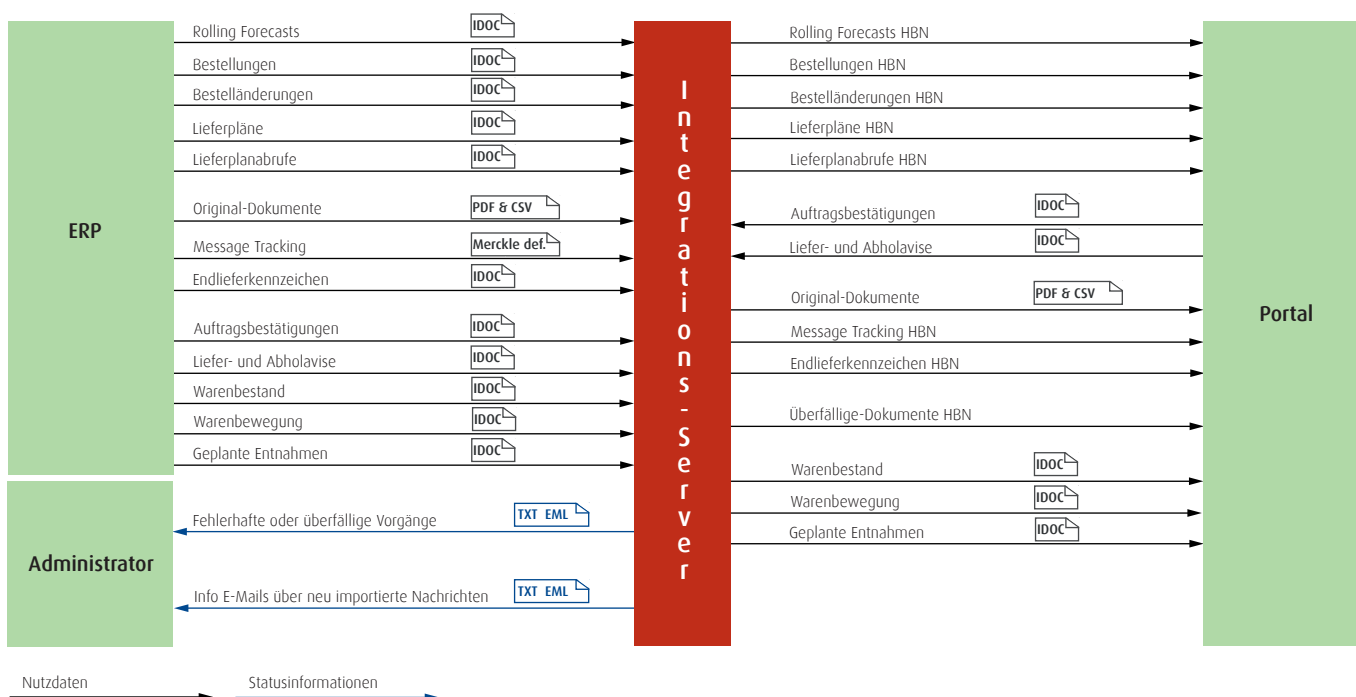 ERP
Rolling Forecasts IDOC
Bestellungen IDOC
Bestelländerungen IDOC
Lieferpläne IDOC
Lieferplanabrufe IDOC
Original-Dokumente PDF & CSV
Message Tracking Merckle def.
Endlieferkennzeichen IDOC
Auftragsbestätigungen IDOC
Liefer- und Abholavise IDOC
Warenbestand IDOC
Warenbewegung IDOC
Geplante Entnahmen IDOC
Administrator
Fehlerhafte oder überfällige Vorgänge TXT EML
Info E-Mails über neu importierte Nachrichten TXT EML
Integrations-Server
Rolling Forecasts HBN
Bestellungen HBN
Bestelländerungen HBN
Lieferpläne HBN
Lieferplanabrufe HBN
Auftragsbestätigungen IDOC
Liefer- und Abholavise IDOC
Original-Dokumente PDF & CSV
Message Tracking HBN
Endlieferkennzeichen HBN
Überfällige-Dokumente HBN
Warenbestand IDOC
Warenbewegung IDOC
Geplante Entnahmen IDOC
Portal
Nutzdaten
Statusinformationen